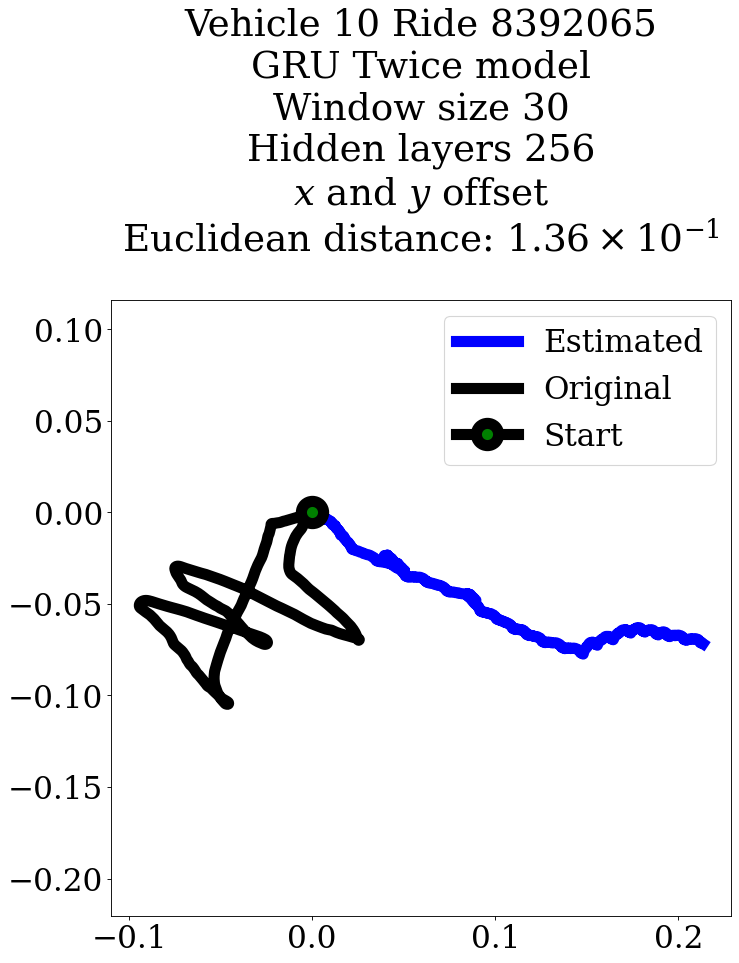 Vehicle 10 Ride 8392065
GRU Twice model
Window size 30
Hidden layers 256
x and y offset
Euclidean distance: 1.36 × 10⁻¹
Estimated
Original
Start
0.10
0.05
0.00
−0.05
−0.10
−0.15
−0.20
−0.1 0.0 0.1 0.2